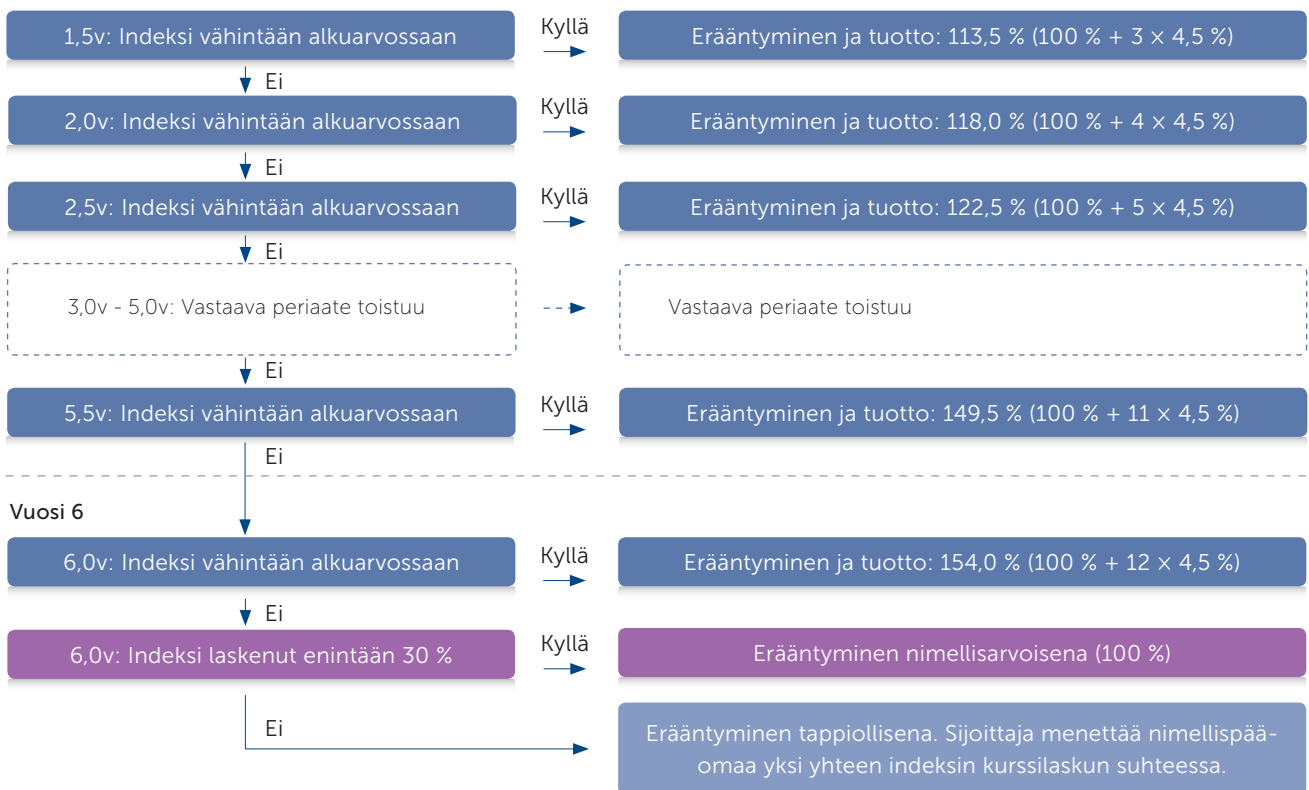 1,5v: Indeksi vähintään alkuarvossaan
Kyllä
Erääntyminen ja tuotto: 113,5 % (100 % + 3 × 4,5 %)
Ei
2,0v: Indeksi vähintään alkuarvossaan
Kyllä
Erääntyminen ja tuotto: 118,0 % (100 % + 4 × 4,5 %)
Ei
2,5v: Indeksi vähintään alkuarvossaan
Kyllä
Erääntyminen ja tuotto: 122,5 % (100 % + 5 × 4,5 %)
Ei
3,0v - 5,0v: Vastaava periaate toistuu
Vastaava periaate toistuu
Ei
5,5v: Indeksi vähintään alkuarvossaan
Kyllä
Erääntyminen ja tuotto: 149,5 % (100 % + 11 × 4,5 %)
Ei
Vuosi 6
6,0v: Indeksi vähintään alkuarvossaan
Kyllä
Erääntyminen ja tuotto: 154,0 % (100 % + 12 × 4,5 %)
Ei
6,0v: Indeksi laskenut enintään 30 %
Kyllä
Erääntyminen nimellisarvoisena (100 %)
Ei
Erääntyminen tappiollisena. Sijoittaja menettää nimellispää-
omaa yksi yhteen indeksin kurssilaskun suhteessa.